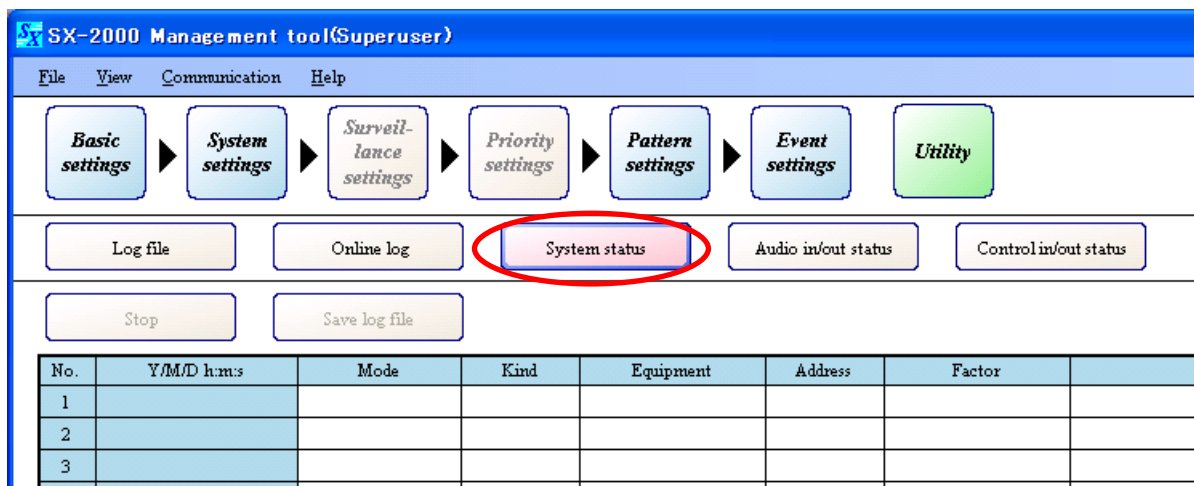 SX SX-2000 Management tool(Superuser)
File View Communication Help
Basic
settings
System
settings
Surveil-
lance
settings
Priority
settings
Pattern
settings
Event
settings
Utility
Log file Online log System status Audio in/out status Control in/out status
Stop Save log file
No. Y/M/D h:m:s Mode Kind Equipment Address Factor
1
2
3